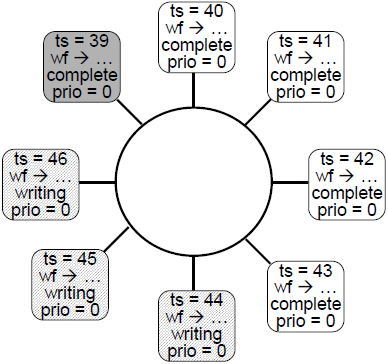 ts = 40
wf → ...
complete
prio = 0
ts = 41
wf → ...
complete
prio = 0
ts = 42
wf → ...
complete
prio = 0
ts = 43
wf → ...
complete
prio = 0
ts = 44
wf → ...
writing
prio = 0
ts = 45
wf → ...
writing
prio = 0
ts = 46
wf → ...
writing
prio = 0
ts = 39
wf → ...
complete
prio = 0